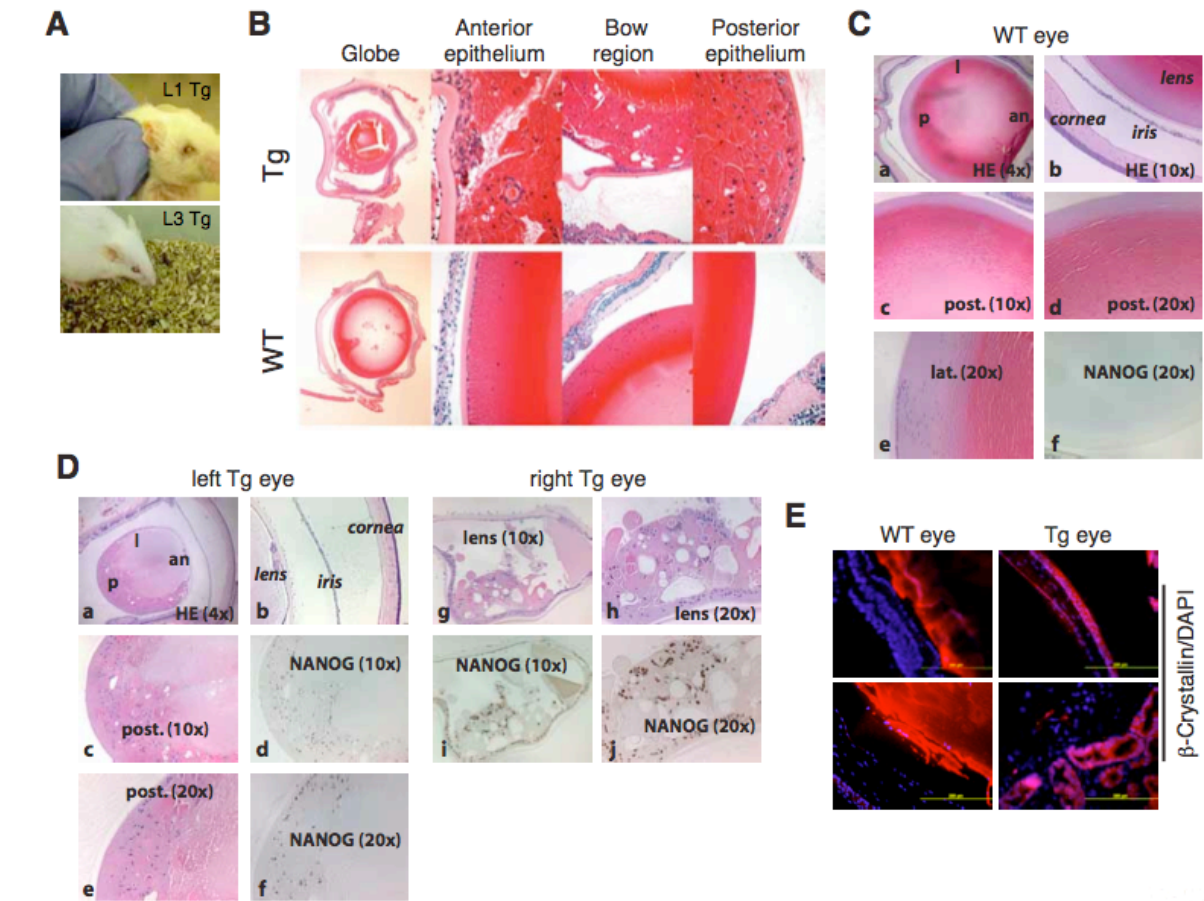 A
L1 Tg
L3 Tg
B
Globe
Anterior
epithelium
Bow
region
Posterior
epithelium
Tg
WT
C
WT eye
l
p
an
a
HE (4x)
lens
cornea
iris
b
HE (10x)
c
post. (10x)
d
post. (20x)
lat. (20x)
e
NANOG (20x)
f
D
left Tg eye
right Tg eye
l
an
p
a
HE (4x)
cornea
lens
iris
b
lens (10x)
g
h
lens (20x)
post. (10x)
c
NANOG (10x)
d
NANOG (10x)
i
NANOG (20x)
j
post. (20x)
e
NANOG (20x)
f
E
WT eye
Tg eye
β-Crystallin/DAPI